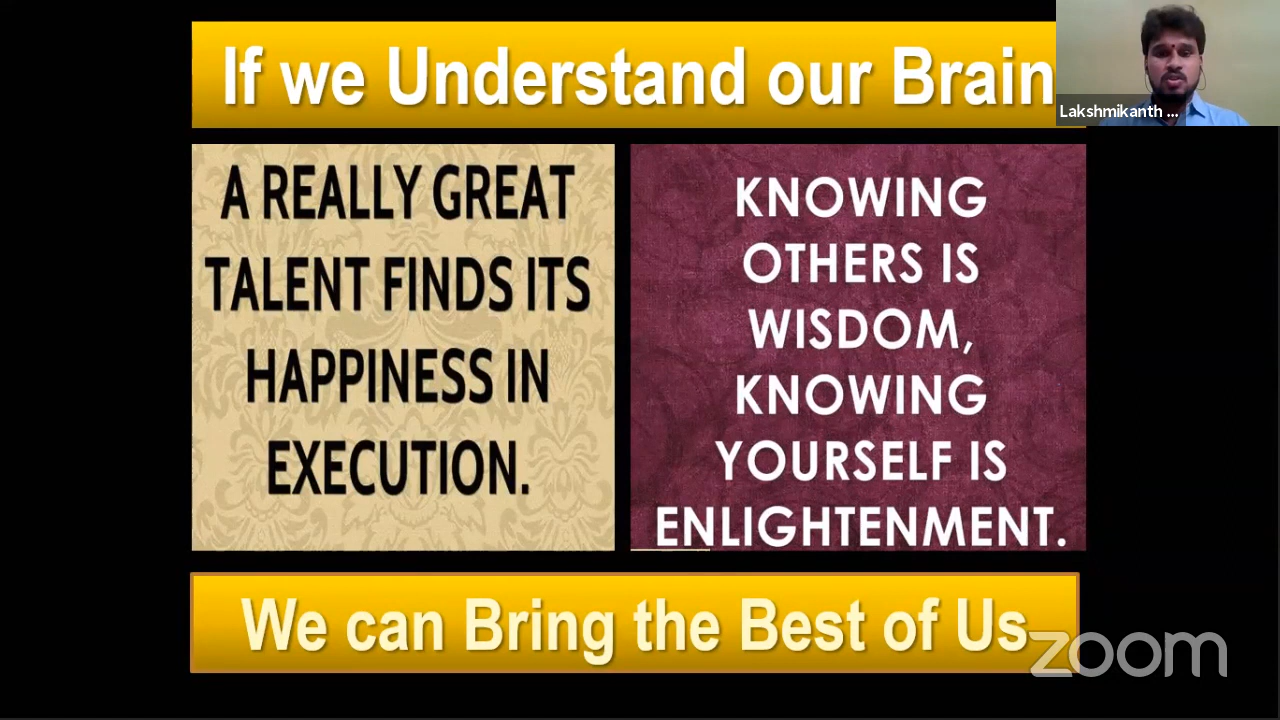 If we Understand our Brain
Lakshmikanth ...
A REALLY GREAT
TALENT FINDS ITS
HAPPINESS IN
EXECUTION.
KNOWING
OTHERS IS
WISDOM,
KNOWING
YOURSELF IS
ENLIGHTENMENT.
We can Bring the Best of Us
zoom